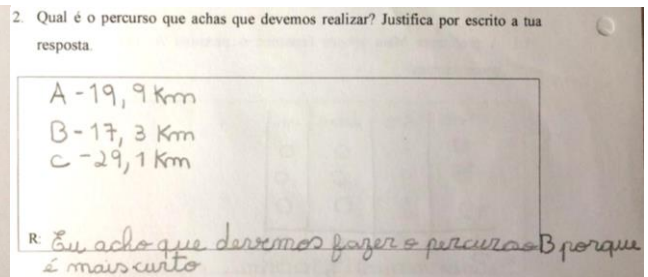 2. Qual é o percurso que achas que devemos realizar? Justifica por escrito a tua
resposta.
A - 19,9 Km
B - 17,3 Km
C - 29,1 Km
R: Eu acho que devemos fazer o percurso B porque
é mais curto